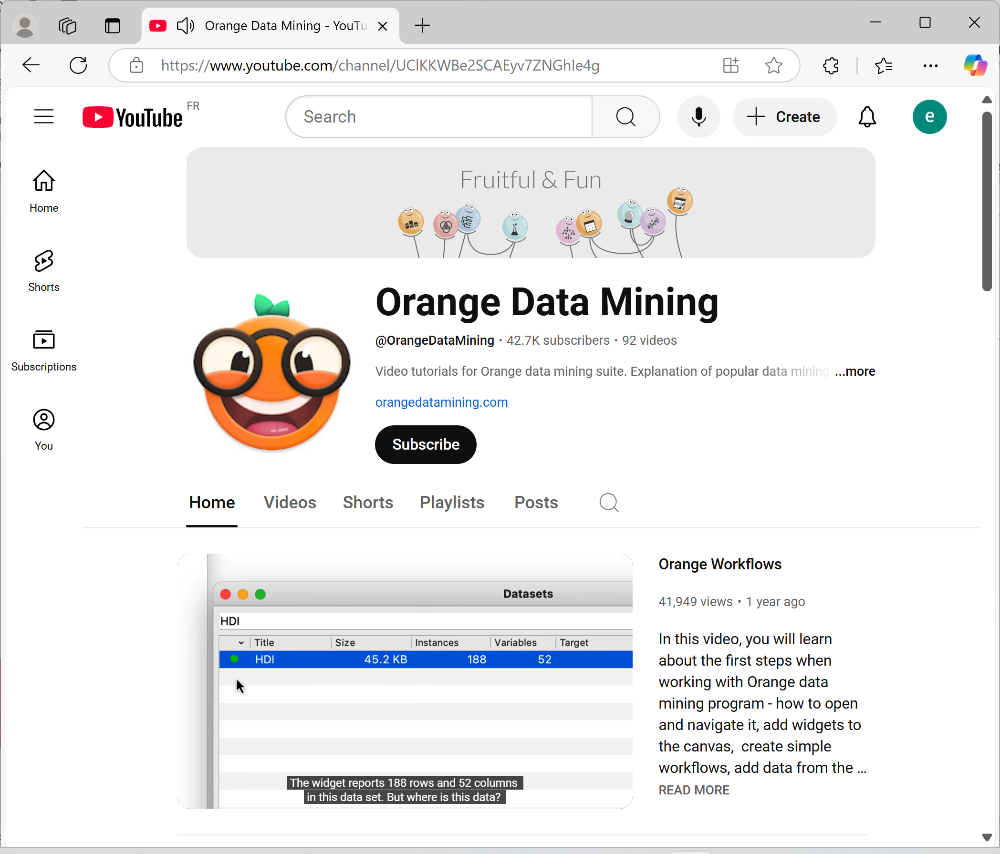 Orange Data Mining - YouTu
https://www.youtube.com/channel/UClKKWBe2SCAEyv7ZNGhle4g
YouTube FR
Search
Create
e
Home
Shorts
Subscriptions
You
Fruitful & Fun
Orange Data Mining
@OrangeDataMining • 42.7K subscribers • 92 videos
Video tutorials for Orange data mining suite. Explanation of popular data mining ...more
orangedatamining.com
Subscribe
Home Videos Shorts Playlists Posts
Datasets
HDI
Title Size Instances Variables Target
HDI 45.2 KB 188 52
The widget reports 188 rows and 52 columns
in this data set. But where is this data?
Orange Workflows
41,949 views • 1 year ago
In this video, you will learn
about the first steps when
working with Orange data
mining program - how to open
and navigate it, add widgets to
the canvas, create simple
workflows, add data from the ...
READ MORE